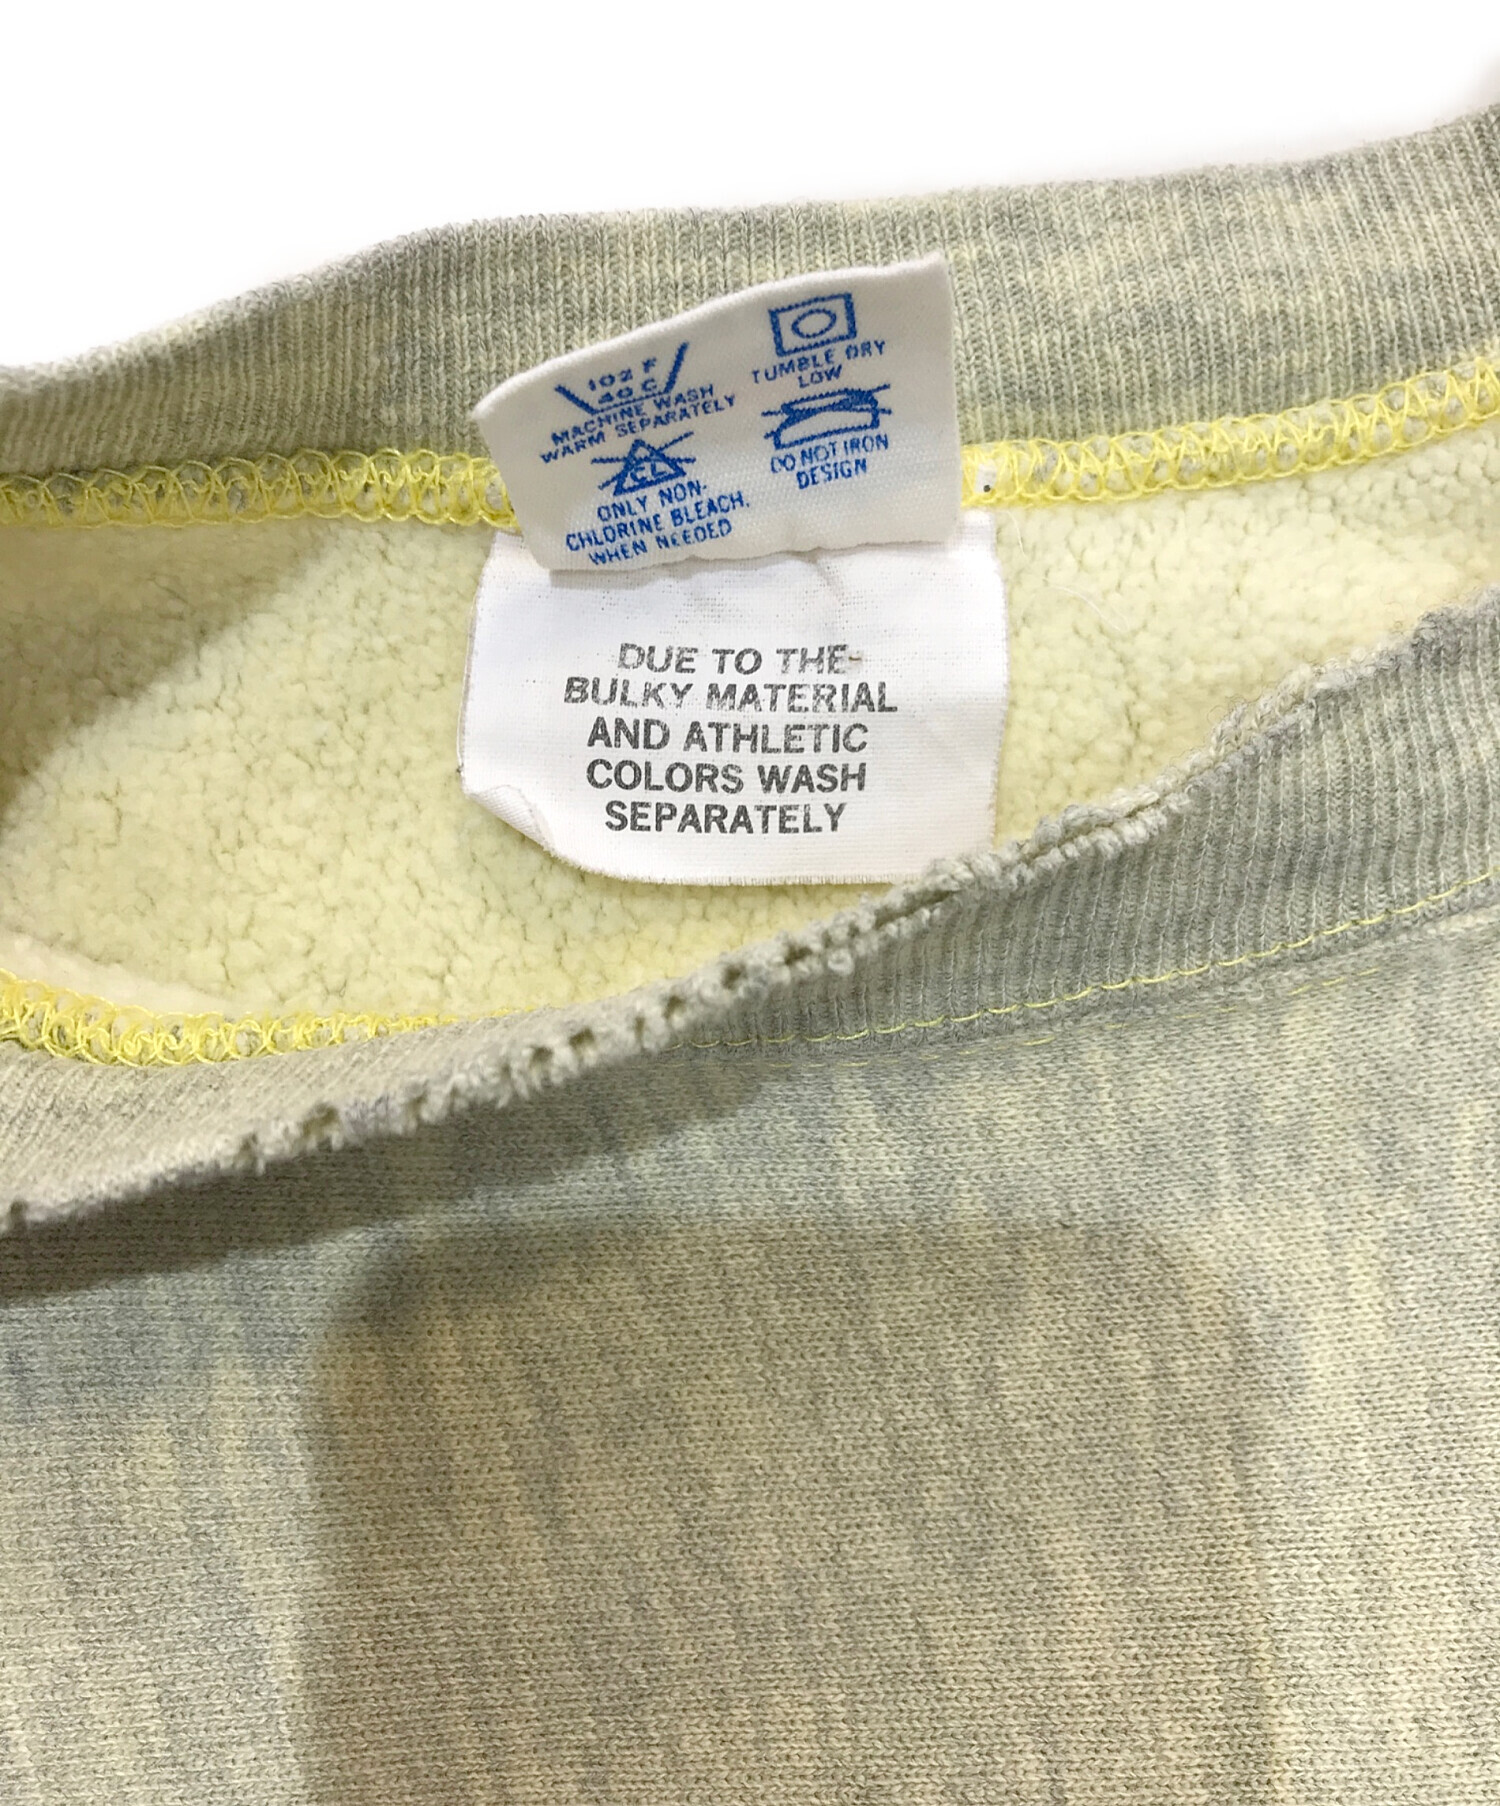 102 F
40 C
MACHINE WASH
WARM SEPARATELY
CL
ONLY NON-
CHLORINE BLEACH,
WHEN NEEDED
TUMBLE DRY
LOW
DO NOT IRON
DESIGN
DUE TO THE
BULKY MATERIAL
AND ATHLETIC
COLORS WASH
SEPARATELY